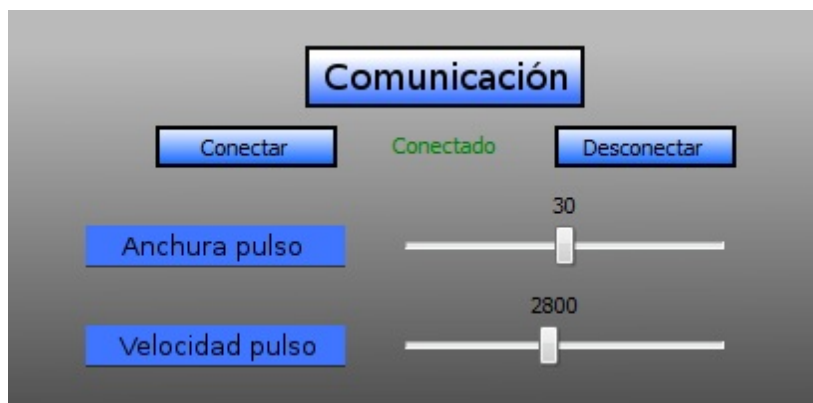 Comunicación
Conectar Conectado Desconectar
30
Anchura pulso
2800
Velocidad pulso